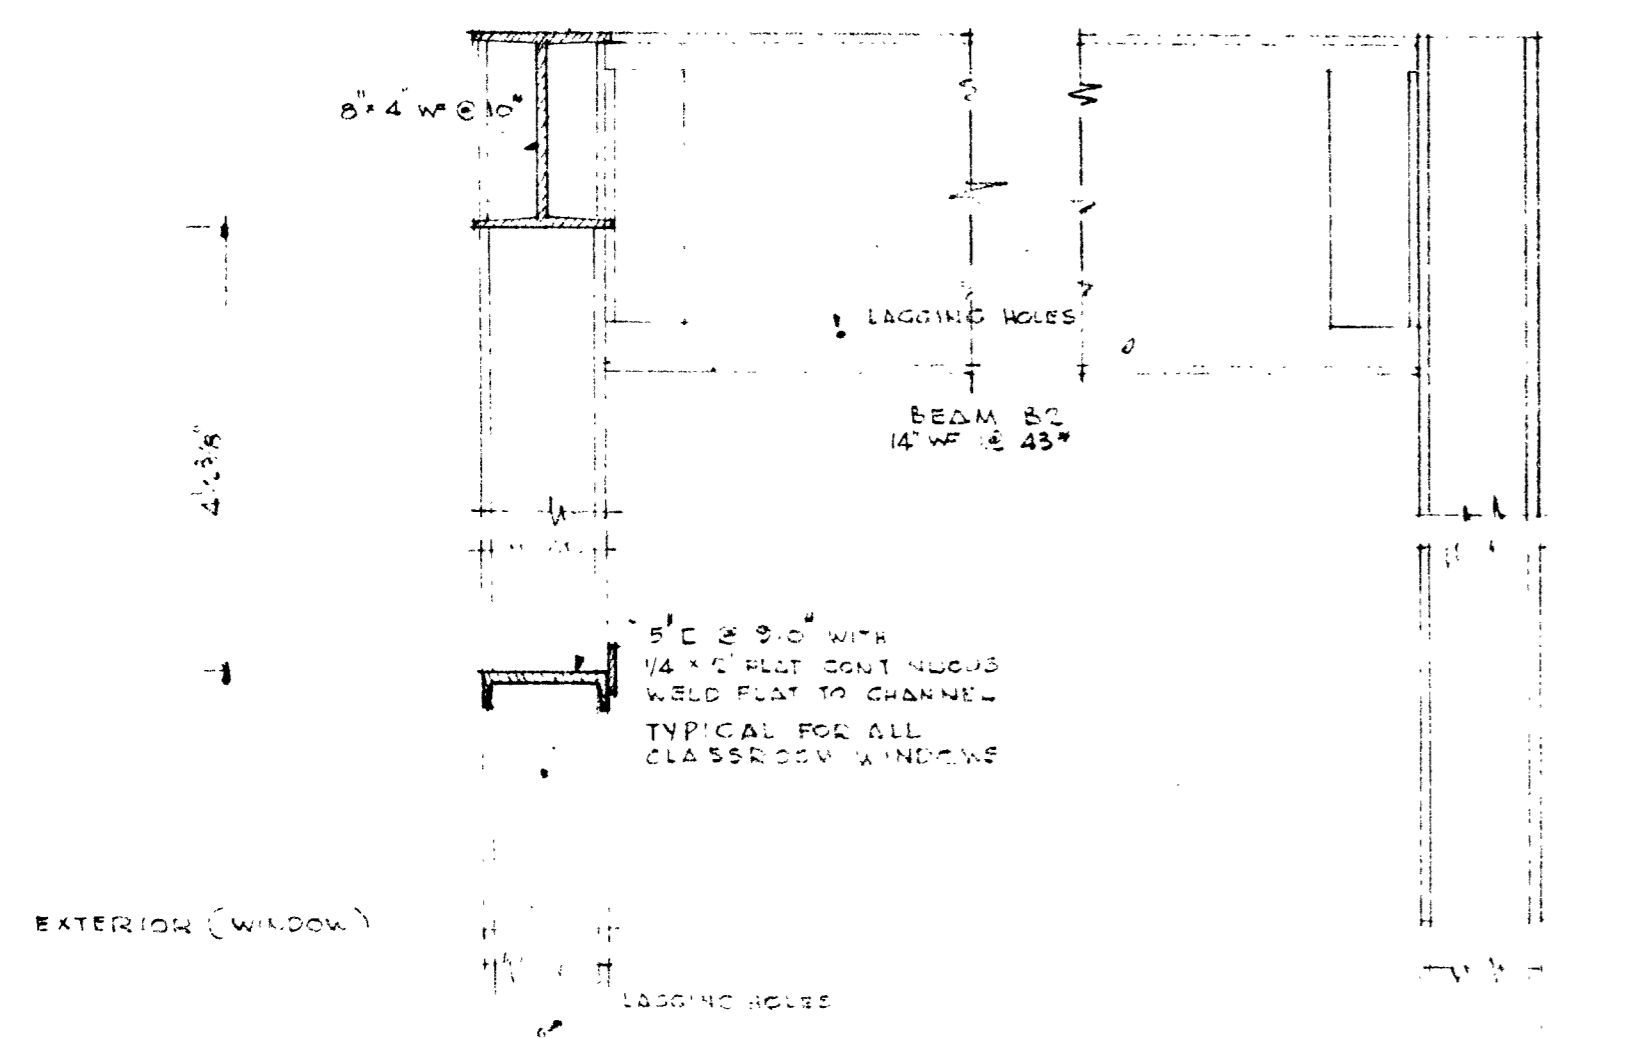 8" × 4" WF @ 10#
LAGGING HOLES
BEAM B2
14" WF @ 43#
4'-2 3/8"
5" [ @ 9.0# WITH
1/4 × 2" FLAT CONTINUOUS
WELD FLAT TO CHANNEL
TYPICAL FOR ALL
CLASSROOM WINDOWS
EXTERIOR (WINDOW)
LAGGING HOLES